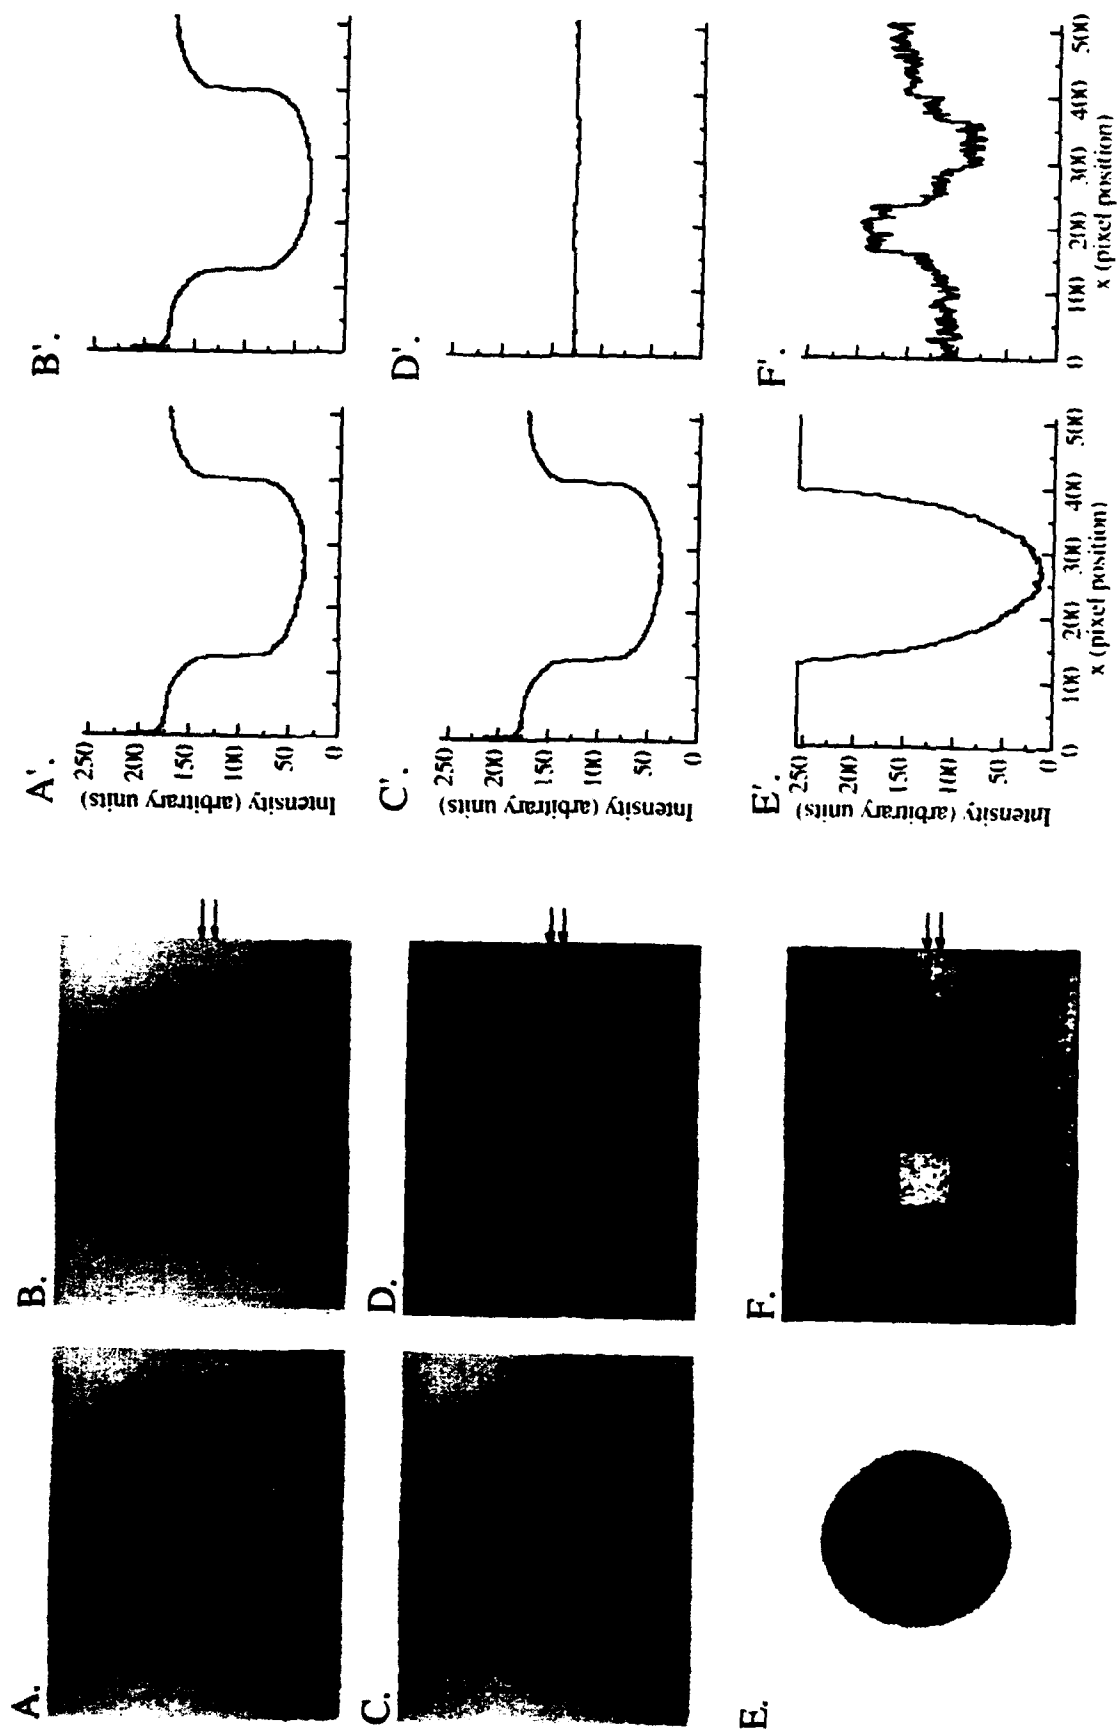 A.
B.
C.
D.
E.
F.
A'.
250
200
150
100
50
0
Intensity (arbitrary units)
B'.
C'.
250
200
150
100
50
0
Intensity (arbitrary units)
D'.
E'.
250
200
150
100
50
0
Intensity (arbitrary units)
0 100 200 300 400 500
x (pixel position)
F'.
0 100 200 300 400 500
x (pixel position)